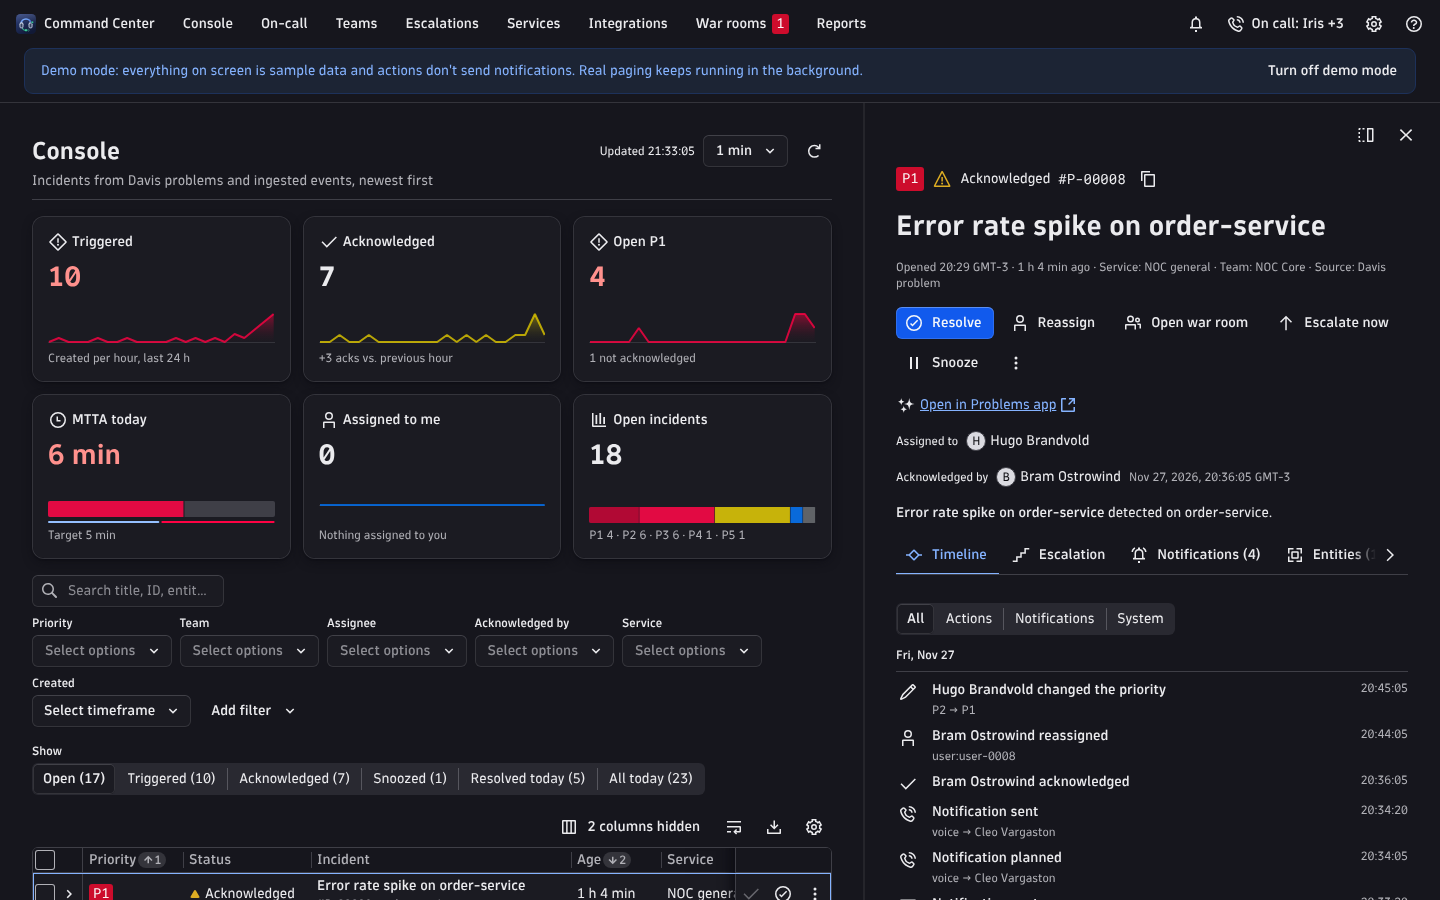 Command Center Console On-call Teams Escalations Services Integrations War rooms 1 Reports On call: Iris +3
Demo mode: everything on screen is sample data and actions don't send notifications. Real paging keeps running in the background. Turn off demo mode
Console
Updated 21:33:05 1 min
Incidents from Davis problems and ingested events, newest first
Triggered
10
Created per hour, last 24 h
Acknowledged
7
+3 acks vs. previous hour
Open P1
4
1 not acknowledged
MTTA today
6 min
Target 5 min
Assigned to me
0
Nothing assigned to you
Open incidents
18
P1 4 · P2 6 · P3 6 · P4 1 · P5 1
Search title, ID, entit...
Priority Team Assignee Acknowledged by Service
Select options Select options Select options Select options Select options
Created
Select timeframe Add filter
Show
Open (17) Triggered (10) Acknowledged (7) Snoozed (1) Resolved today (5) All today (23)
2 columns hidden
Priority 1 Status Incident Age 2 Service
P1 Acknowledged Error rate spike on order-service 1 h 4 min NOC gener
P1 Acknowledged #P-00008
Error rate spike on order-service
Opened 20:29 GMT-3 · 1 h 4 min ago · Service: NOC general · Team: NOC Core · Source: Davis
problem
Resolve Reassign Open war room Escalate now
Snooze
Open in Problems app
Assigned to H Hugo Brandvold
Acknowledged by B Bram Ostrowind Nov 27, 2026, 20:36:05 GMT-3
Error rate spike on order-service detected on order-service.
Timeline Escalation Notifications (4) Entities (
All Actions Notifications System
Fri, Nov 27
Hugo Brandvold changed the priority 20:45:05
P2 → P1
Bram Ostrowind reassigned 20:44:05
user:user-0008
Bram Ostrowind acknowledged 20:36:05
Notification sent 20:34:20
voice → Cleo Vargaston
Notification planned 20:34:05
voice → Cleo Vargaston